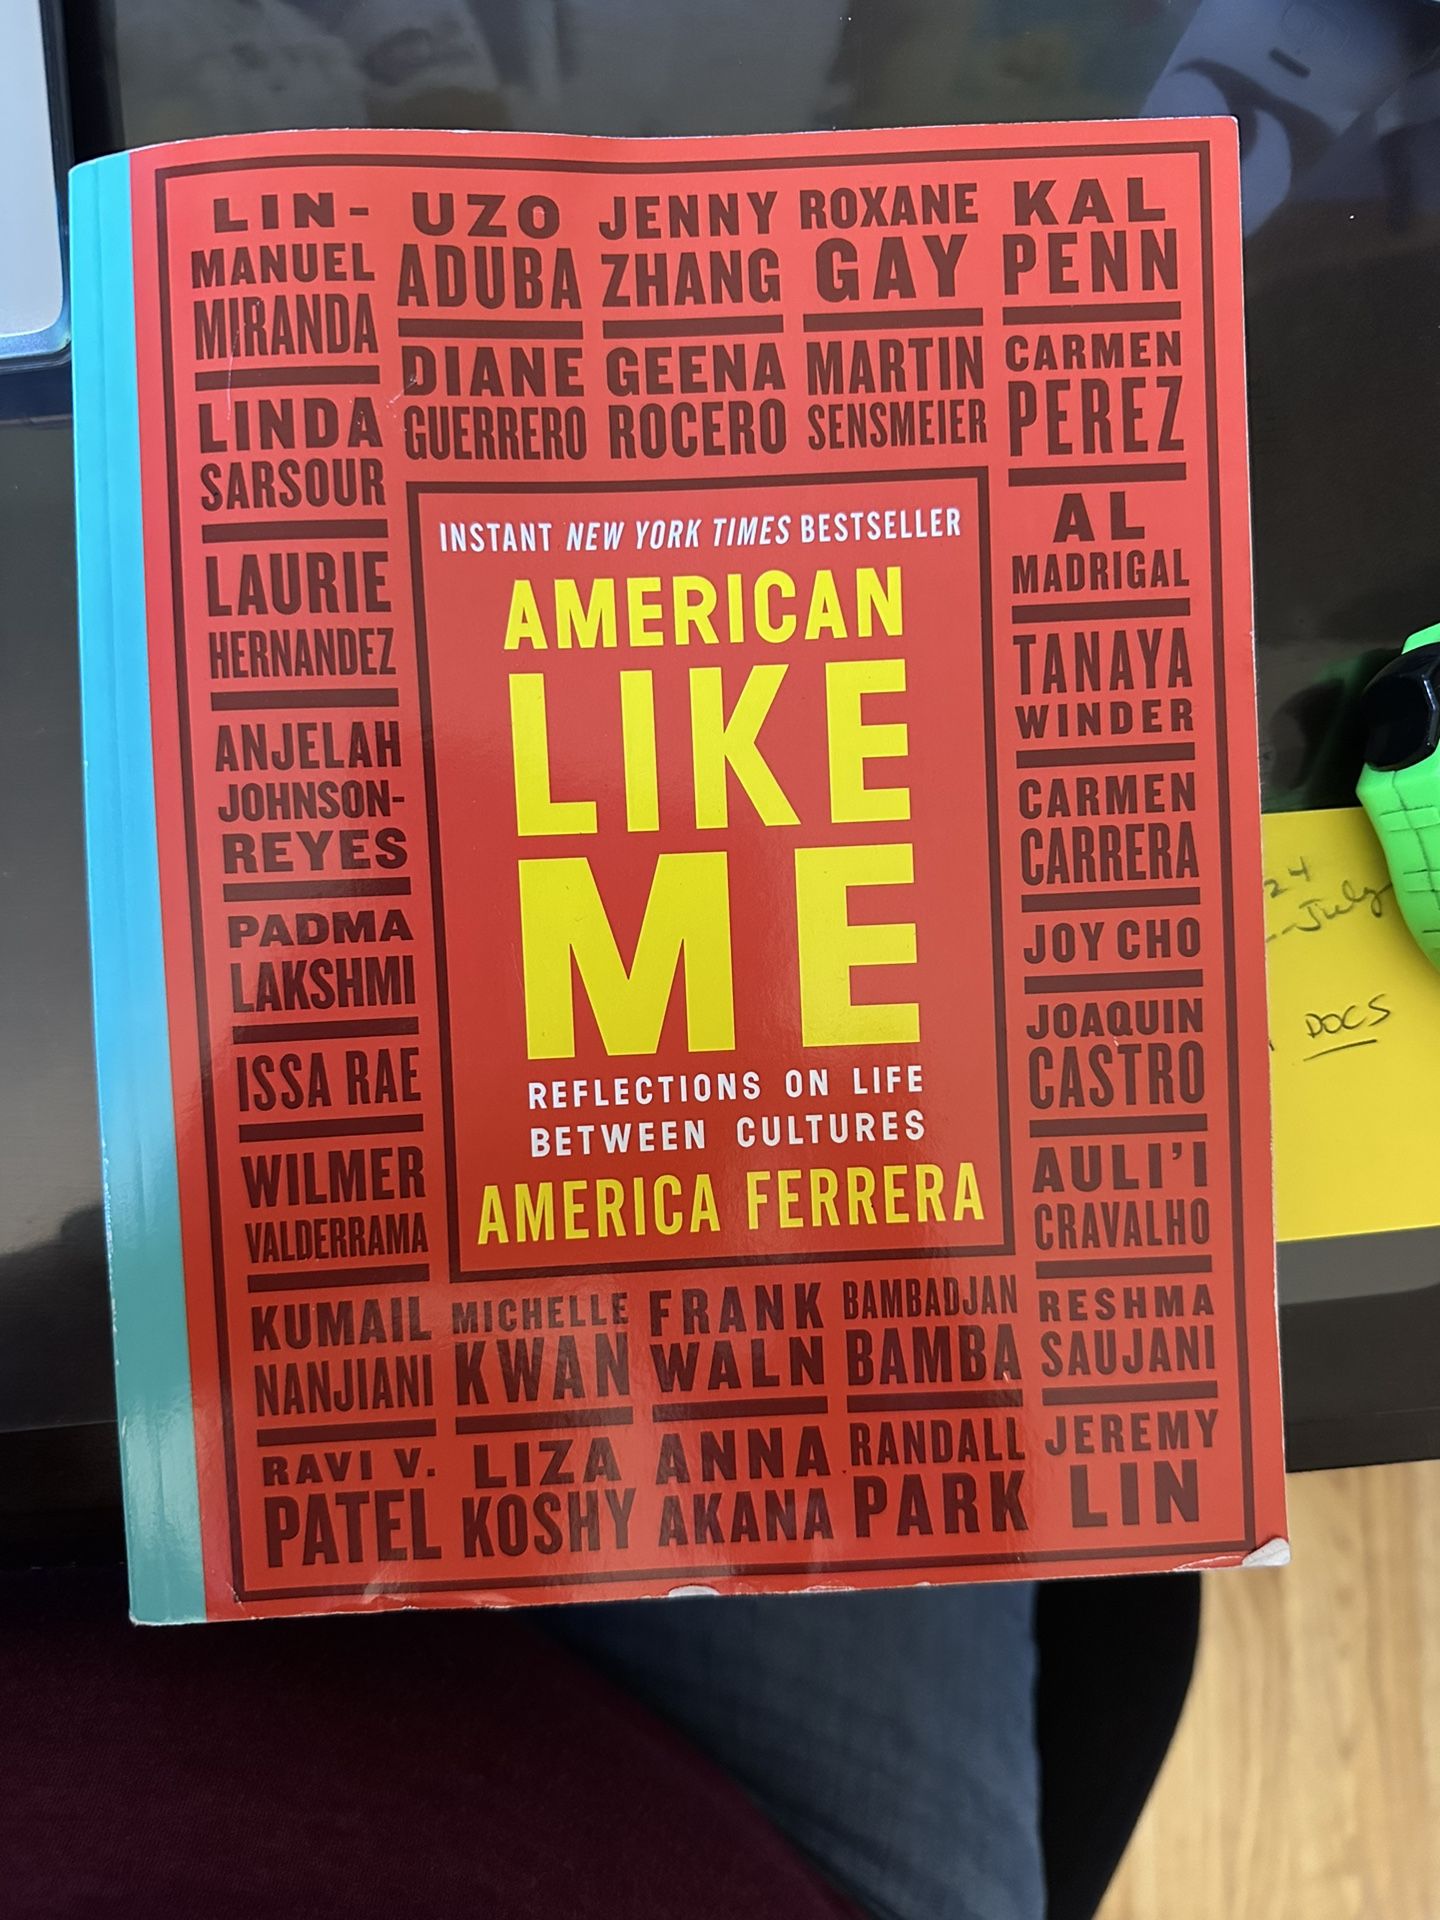 LIN-
MANUEL
MIRANDA
UZO
ADUBA
JENNY
ZHANG
ROXANE
GAY
KAL
PENN
LINDA
SARSOUR
DIANE
GUERRERO
GEENA
ROCERO
MARTIN
SENSMEIER
CARMEN
PEREZ
LAURIE
HERNANDEZ
ANJELAH
JOHNSON-
REYES
PADMA
LAKSHMI
ISSA RAE
WILMER
VALDERRAMA
INSTANT NEW YORK TIMES BESTSELLER
AMERICAN
LIKE
ME
REFLECTIONS ON LIFE
BETWEEN CULTURES
AMERICA FERRERA
AL
MADRIGAL
TANAYA
WINDER
CARMEN
CARRERA
JOY CHO
JOAQUIN
CASTRO
AULI'I
CRAVALHO
KUMAIL
NANJIANI
MICHELLE
KWAN
FRANK
WALN
BAMBADJAN
BAMBA
RESHMA
SAUJANI
RAVI V.
PATEL
LIZA
KOSHY
ANNA
AKANA
RANDALL
PARK
JEREMY
LIN
24
July
DOCS